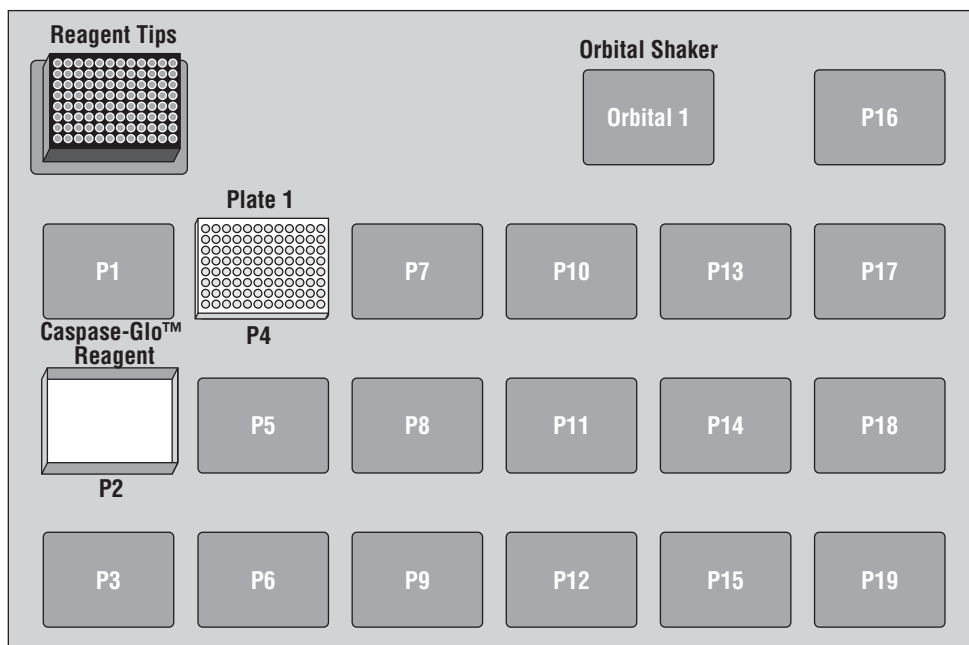 Reagent Tips
Orbital Shaker
Orbital 1
P16
Plate 1
P1
P7
P10
P13
P17
Caspase-Glo™
Reagent
P4
P5
P8
P11
P14
P18
P2
P3
P6
P9
P12
P15
P19